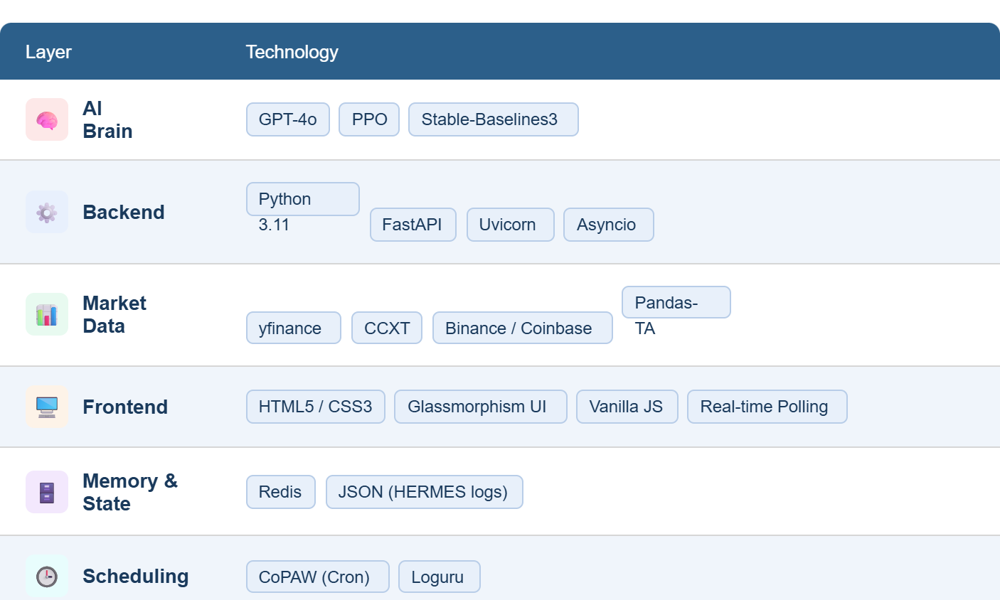 Layer Technology
AI
Brain
GPT-4o PPO Stable-Baselines3
Backend
Python
3.11
FastAPI Uvicorn Asyncio
Market
Data
yfinance CCXT Binance / Coinbase
Pandas-
TA
Frontend
HTML5 / CSS3 Glassmorphism UI Vanilla JS Real-time Polling
Memory &
State
Redis JSON (HERMES logs)
Scheduling
CoPAW (Cron) Loguru